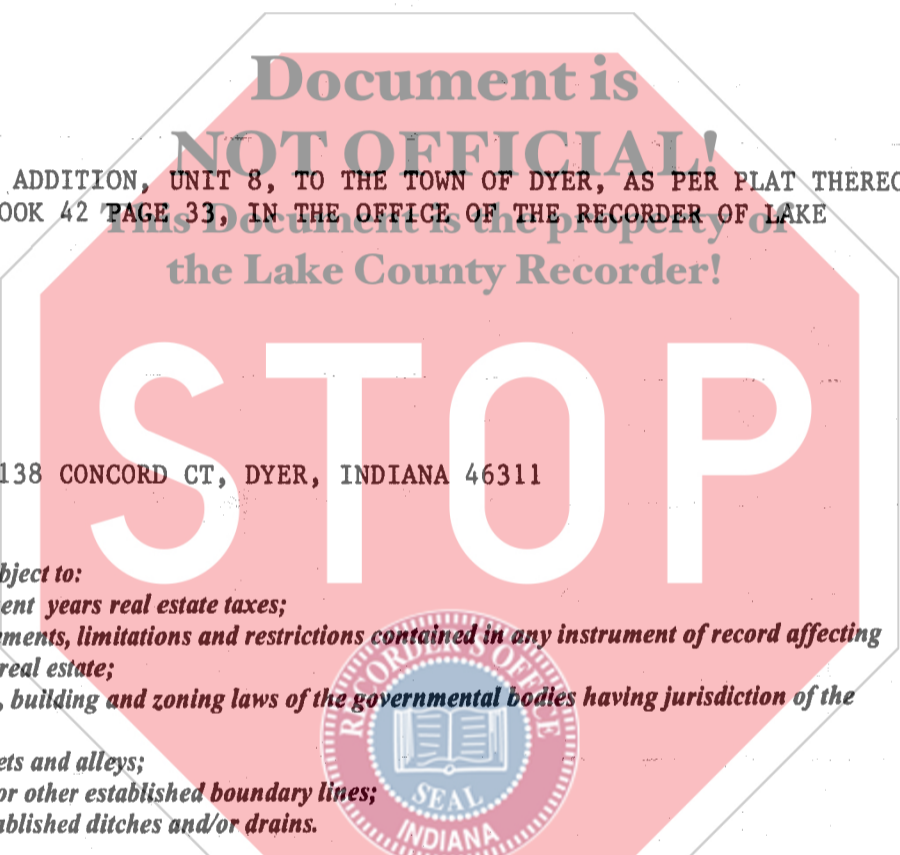 Document is
NOT OFFICIAL!
ADDITION, UNIT 8, TO THE TOWN OF DYER, AS PER PLAT THEREO
OOK 42 PAGE 33, IN THE OFFICE OF THE RECORDER OF LAKE
This Document is the property of
the Lake County Recorder!
STOP
138 CONCORD CT, DYER, INDIANA 46311
bject to:
ent years real estate taxes;
ements, limitations and restrictions contained in any instrument of record affecting
real estate;
, building and zoning laws of the governmental bodies having jurisdiction of the
ets and alleys;
or other established boundary lines;
ablished ditches and/or drains.
RECORDER'S OFFICE
SEAL
INDIANA